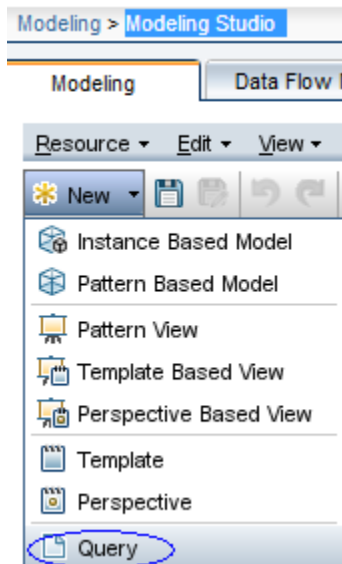 Modeling > Modeling Studio
Modeling Data Flow
Resource Edit View
New
Instance Based Model
Pattern Based Model
Pattern View
Template Based View
Perspective Based View
Template
Perspective
Query